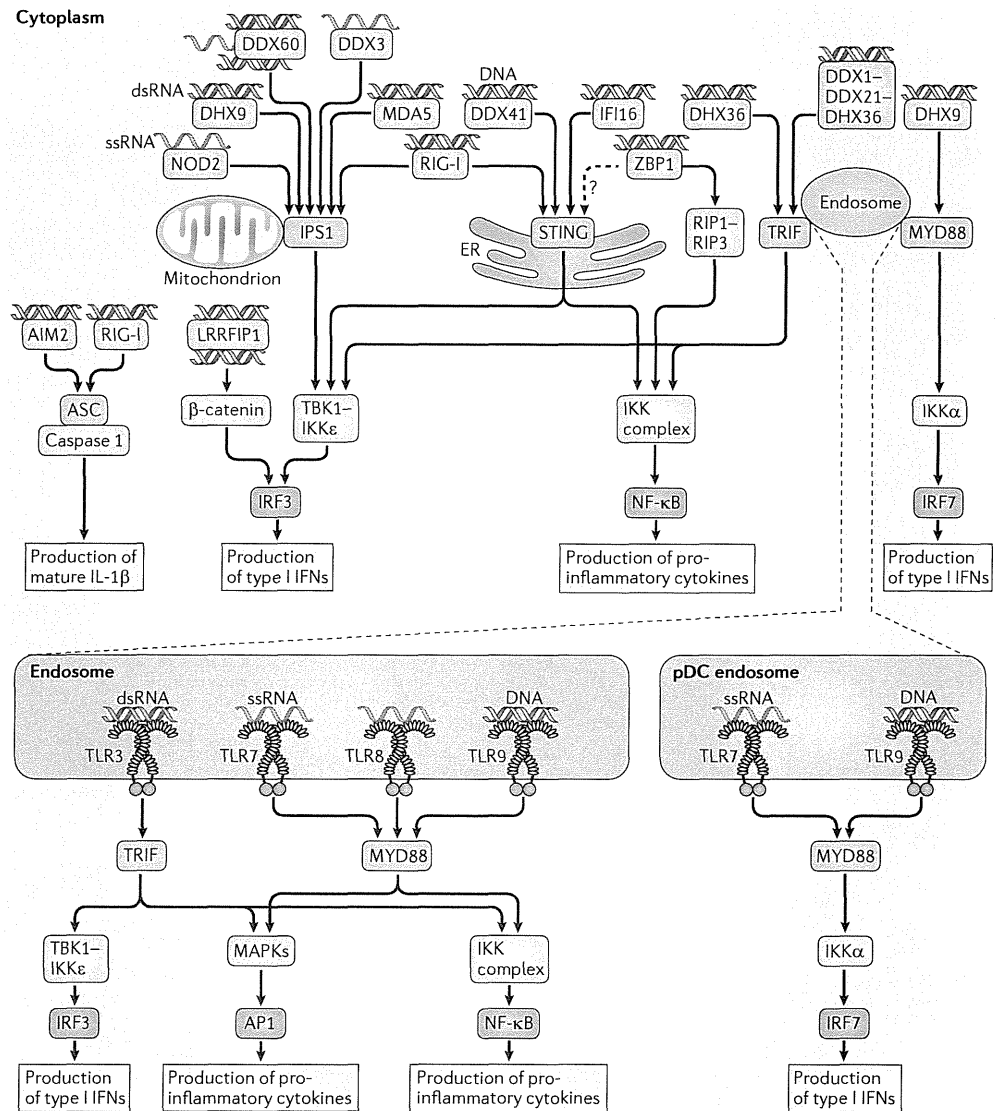 Cytoplasm
DDX60
DDX3
dsRNA
DHX9
MDA5
DNA
DDX41
IFI16
DHX36
DDX1–
DDX21–
DHX36
DHX9
ssRNA
NOD2
RIG-I
ZBP1
?
Mitochondrion
IPS1
ER
STING
RIP1–
RIP3
TRIF
Endosome
MYD88
AIM2
RIG-I
LRRFIP1
ASC
Caspase 1
β-catenin
TBK1–
IKKε
IKK
complex
IKKα
IRF3
NF-κB
IRF7
Production of
mature IL-1β
Production
of type I IFNs
Production of pro-
inflammatory cytokines
Production
of type I IFNs
Endosome
dsRNA
TLR3
ssRNA
TLR7
TLR8
DNA
TLR9
pDC endosome
ssRNA
TLR7
DNA
TLR9
TRIF
MYD88
MYD88
TBK1–
IKKε
MAPKs
IKK
complex
IKKα
IRF3
AP1
NF-κB
IRF7
Production
of type I IFNs
Production of pro-
inflammatory cytokines
Production of pro-
inflammatory cytokines
Production
of type I IFNs